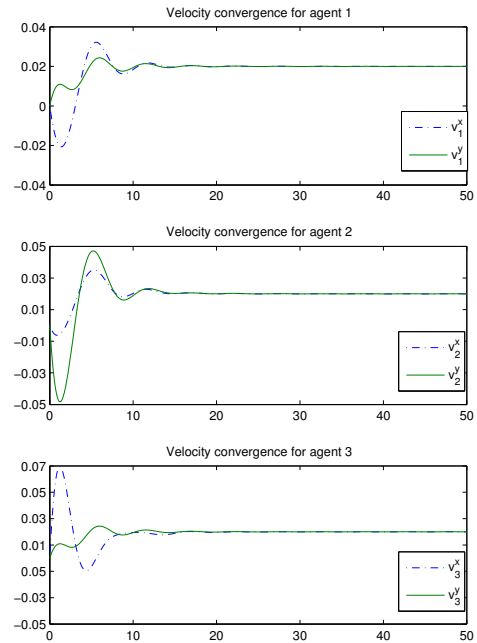 Velocity convergence for agent 1
0.04
0.02
0
−0.02
−0.04
0 10 20 30 40 50
v₁ˣ
v₁ʸ
Velocity convergence for agent 2
0.05
0.03
0.01
−0.01
−0.03
−0.05
0 10 20 30 40 50
v₂ˣ
v₂ʸ
Velocity convergence for agent 3
0.07
0.05
0.03
0.01
0.05
−0.03
−0.05
0 10 20 30 40 50
v₃ˣ
v₃ʸ